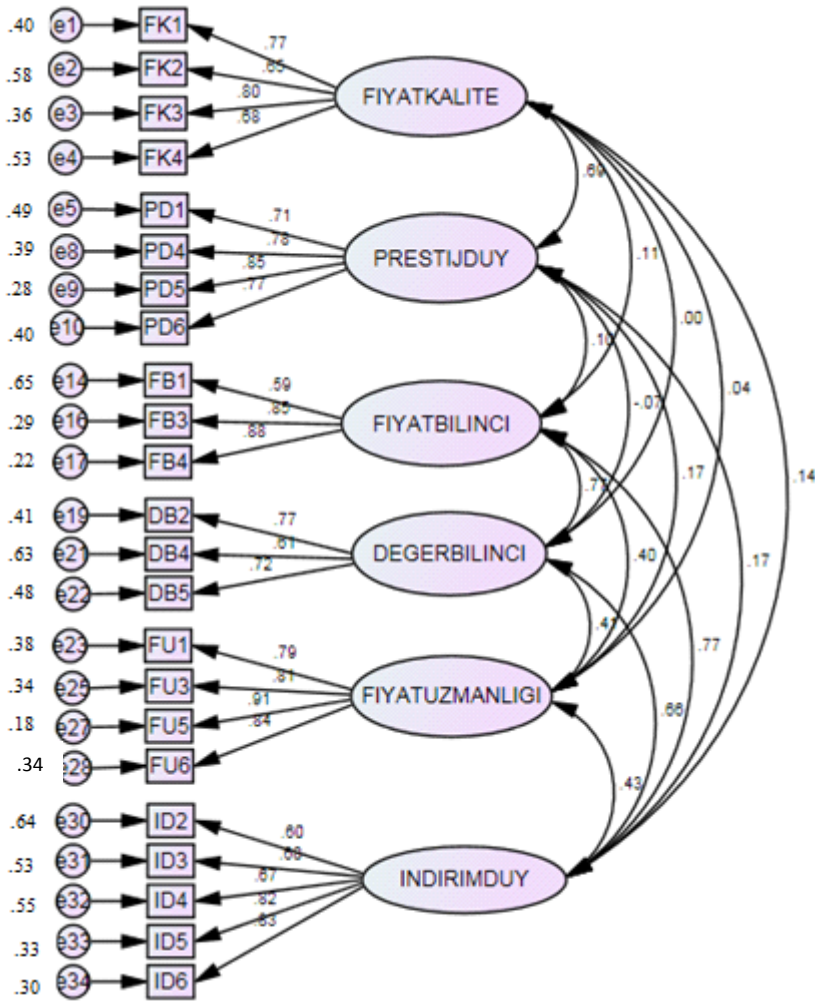 .40 e1 FK1 .77
.58 e2 FK2 .65
.36 e3 FK3 .80
.53 e4 FK4 .68
FIYATKALITE
.49 e5 PD1 .71
.39 e8 PD4 .78
.28 e9 PD5 .85
.40 e10 PD6 .77
PRESTIJDUY
.65 e14 FB1 .59
.29 e16 FB3 .85
.22 e17 FB4 .88
FIYATBILINCI
.41 e19 DB2 .77
.63 e21 DB4 .61
.48 e22 DB5 .72
DEGERBILINCI
.38 e23 FU1 .79
.34 e25 FU3 .81
.18 e27 FU5 .91
.34 e28 FU6 .84
FIYATUZMANLIGI
.64 e30 ID2 .60
.53 e31 ID3 .68
.55 e32 ID4 .67
.33 e33 ID5 .82
.30 e34 ID6 .83
INDIRIMDUY
.69
.11
.00
.10
.04
-.07
.17
.14
.77
.40
.17
.41
.77
.66
.43